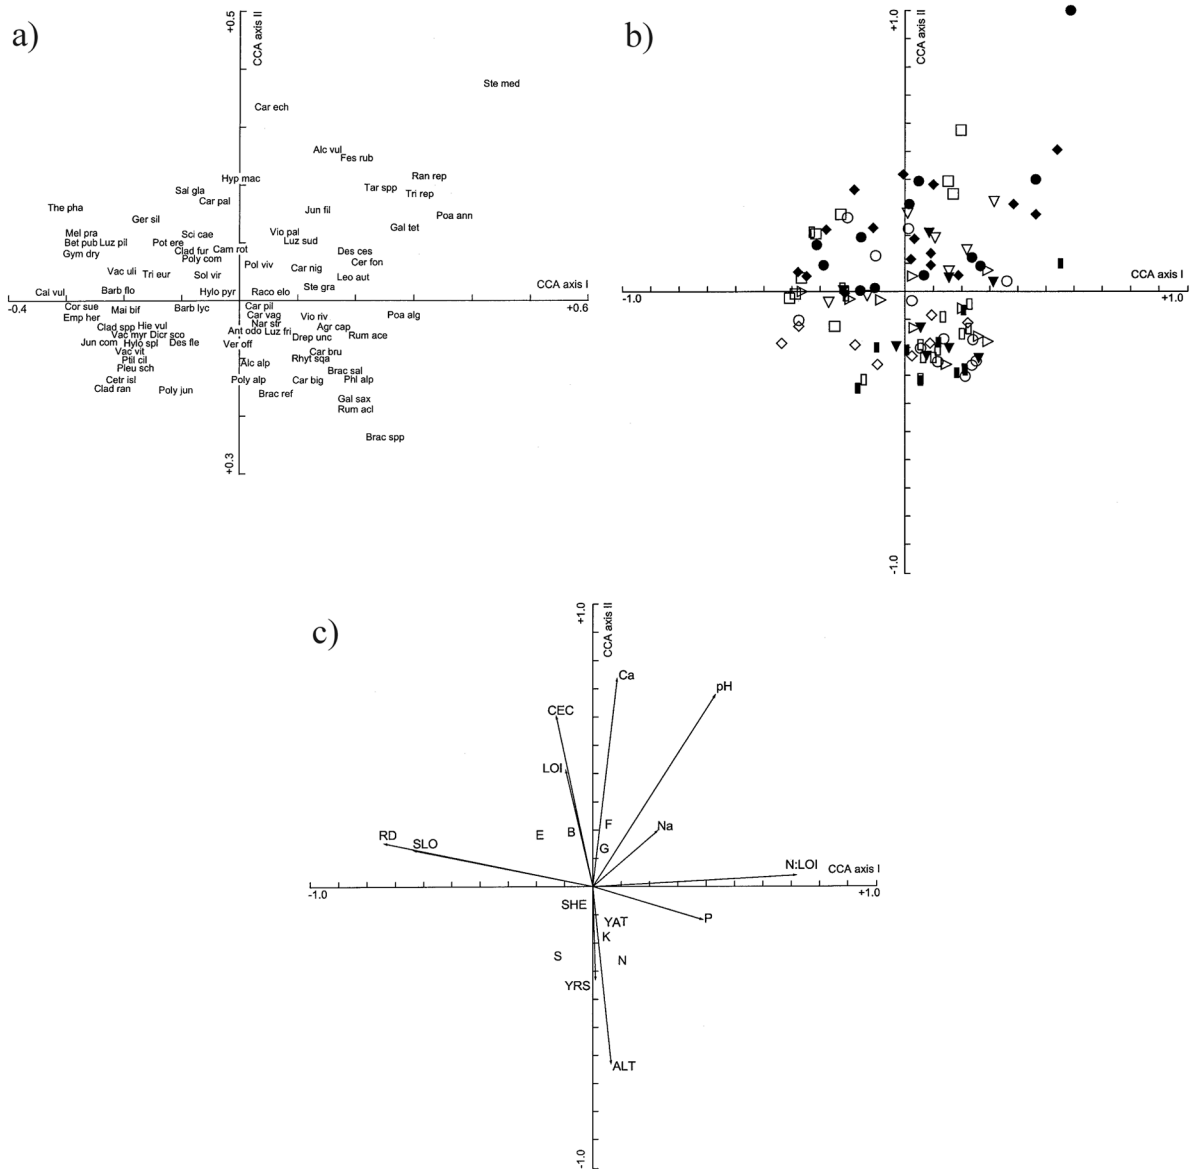 a)
+0.5
CCA axis II
Ste med
Car ech
Alc vul
Fes rub
Hyp mac
Ran rep
Sal gla
Tar spp
Tri rep
Car pal
The pha
Jun fil
Poa ann
Ger sil
Gal tet
Mel pra
Sci cae
Vio pal
Bet pub Luz pil
Pot ere
Luz sud
Gym dry
Clad fur
Cam rot
Des ces
Poly com
Cer fon
Pol viv
Car nig
Vac uli
Tri eur
Sol vir
Leo aut
Ste gra
CCA axis I
Cal vul
Barb flo
Hylo pyr
Raco elo
-0.4
+0.6
Cor sue
Mai bif
Barb lyc
Car pil
Emp her
Car vag
Vio riv
Poa alg
Clad spp Hie vul
Nar str
Agr cap
Vac myr Dicr sco
Ant odo Luz fri
Drep unc
Rum ace
Jun com Hylo spl
Des fle
Ver off
Vac vit
Car bru
Ptil cil
Alc alp
Rhyt sqa
Pleu sch
Brac sal
Cetr isl
Poly alp
Car big
Phl alp
Clad ran
Poly jun
Brac ref
Gal sax
Rum acl
Brac spp
+0.3
b)
+1.0
CCA axis II
CCA axis I
-1.0
+1.0
-1.0
c)
+1.0
CCA axis II
Ca
pH
CEC
LOI
E
B
F
Na
RD
SLO
G
N:LOI
CCA axis I
-1.0
+1.0
SHE
P
YAT
K
S
N
YRS
ALT
-1.0